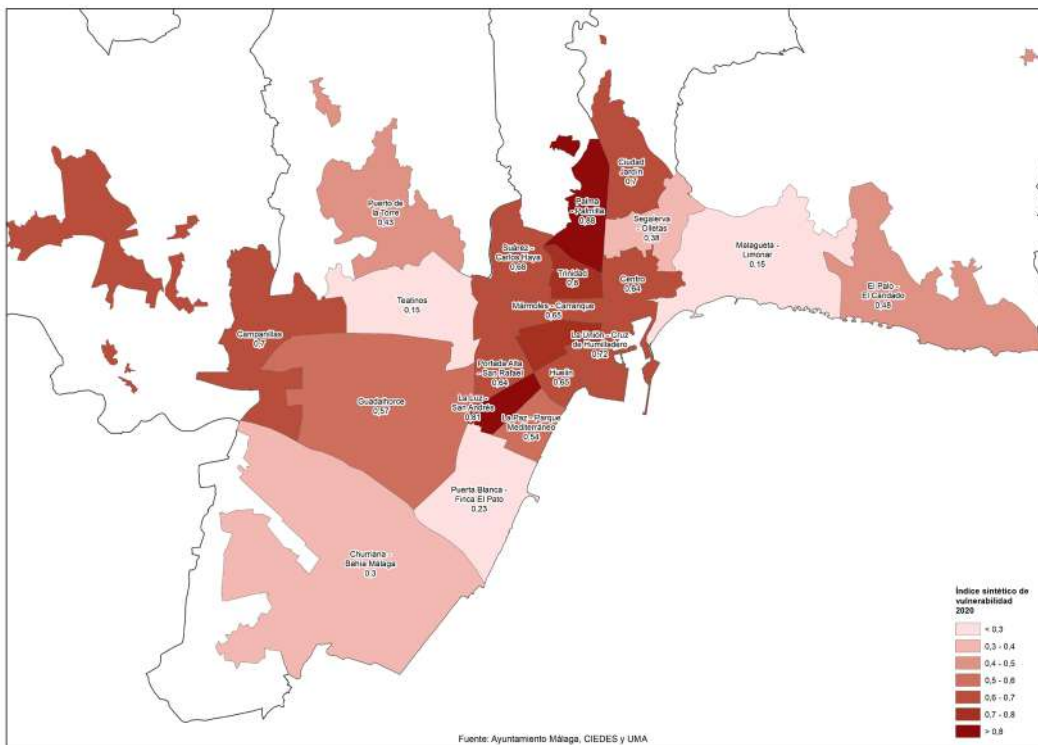 Ciudad
Jardín
0,7
Puerto de
la Torre
0,43
Palma
- Palmilla
0,88
Segalerva
- Olletas
0,38
Suárez -
Carlos Haya
0,68
Malagueta -
Limonar
0,15
Trinidad
0,8
Centro
0,64
El Palo -
El Candado
0,48
Teatinos
0,15
Mármoles - Carranque
0,65
Campanillas
0,7
La Unión - Cruz
de Humilladero
0,72
Portada Alta
- San Rafael
0,64
Huelin
0,65
Guadalhorce
0,57
La Luz -
San Andrés
0,81
La Paz - Parque
Mediterráneo
0,54
Puerta Blanca -
Finca El Pato
0,23
Churriana -
Bahía Málaga
0,3
Índice sintético de
vulnerabilidad
2020
< 0,3
0,3 - 0,4
0,4 - 0,5
0,5 - 0,6
0,6 - 0,7
0,7 - 0,8
> 0,8
Fuente: Ayuntamiento Málaga, CIEDES y UMA